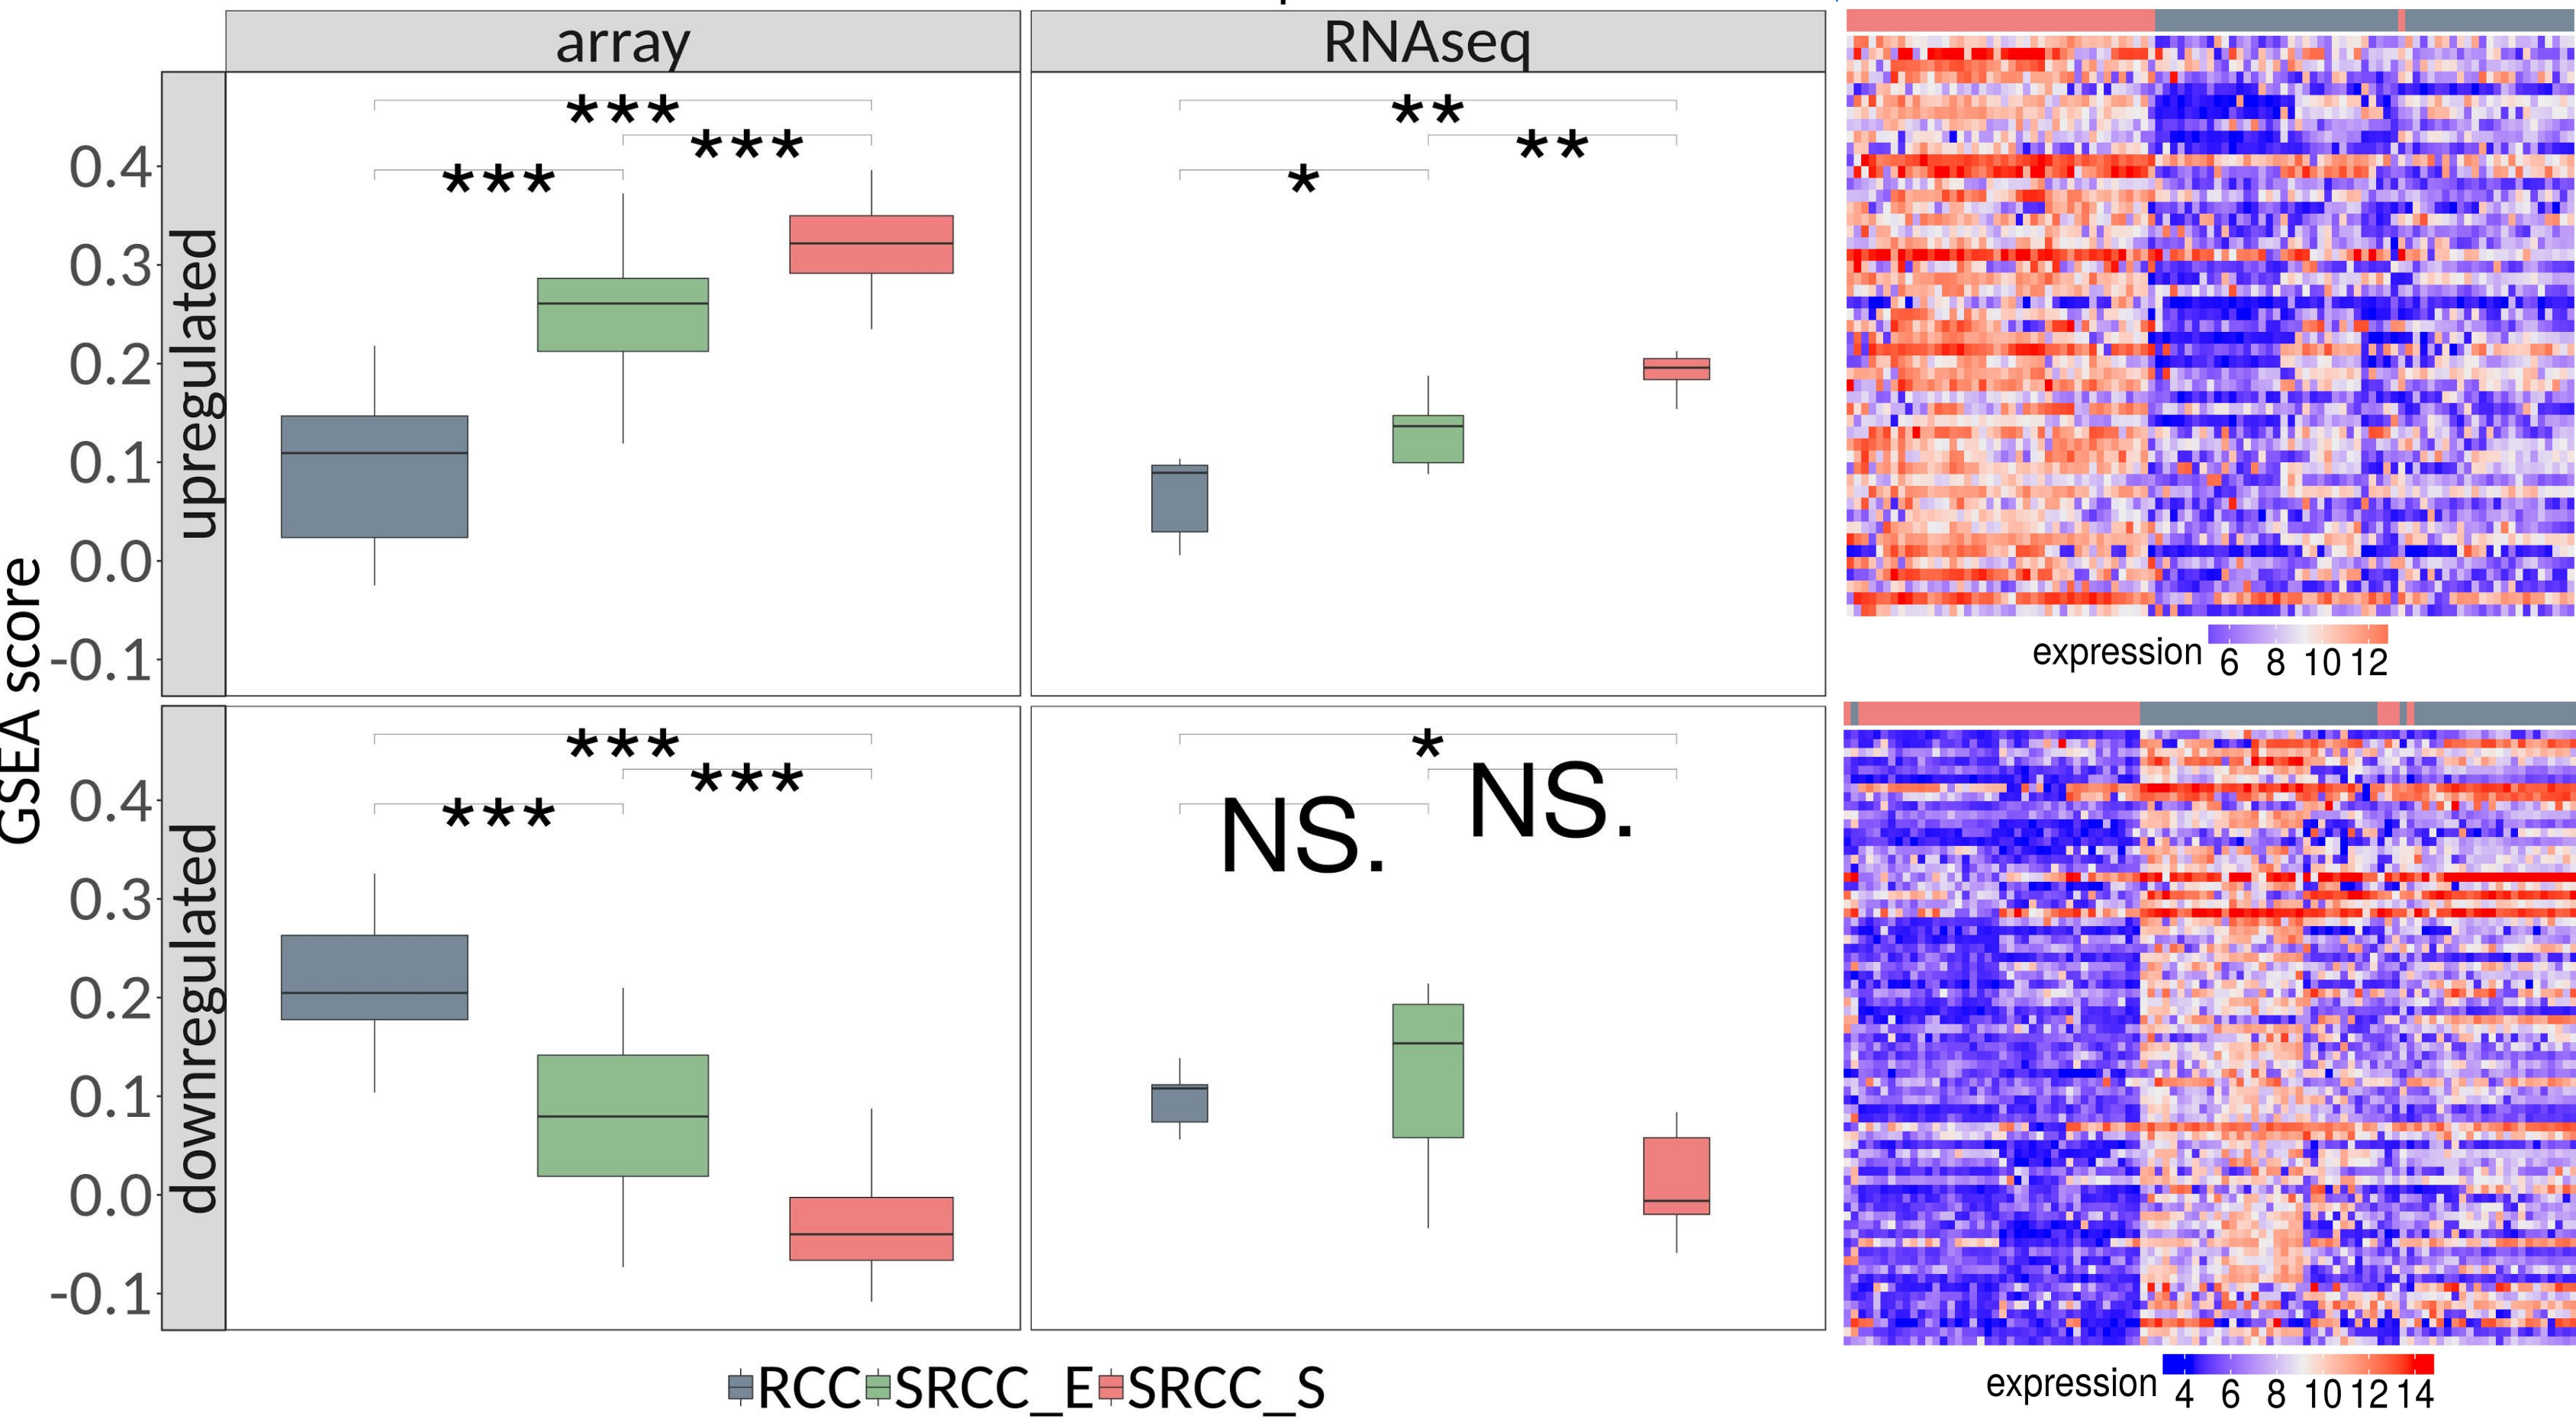 array
RNAseq
GSEA score
upregulated
0.4
0.3
0.2
0.1
0.0
-0.1
***
***
***
**
**
*
expression
6 8 10 12
downregulated
0.4
0.3
0.2
0.1
0.0
-0.1
***
***
***
*
NS.
NS.
expression
4 6 8 10 12 14
RCC SRCC_E SRCC_S